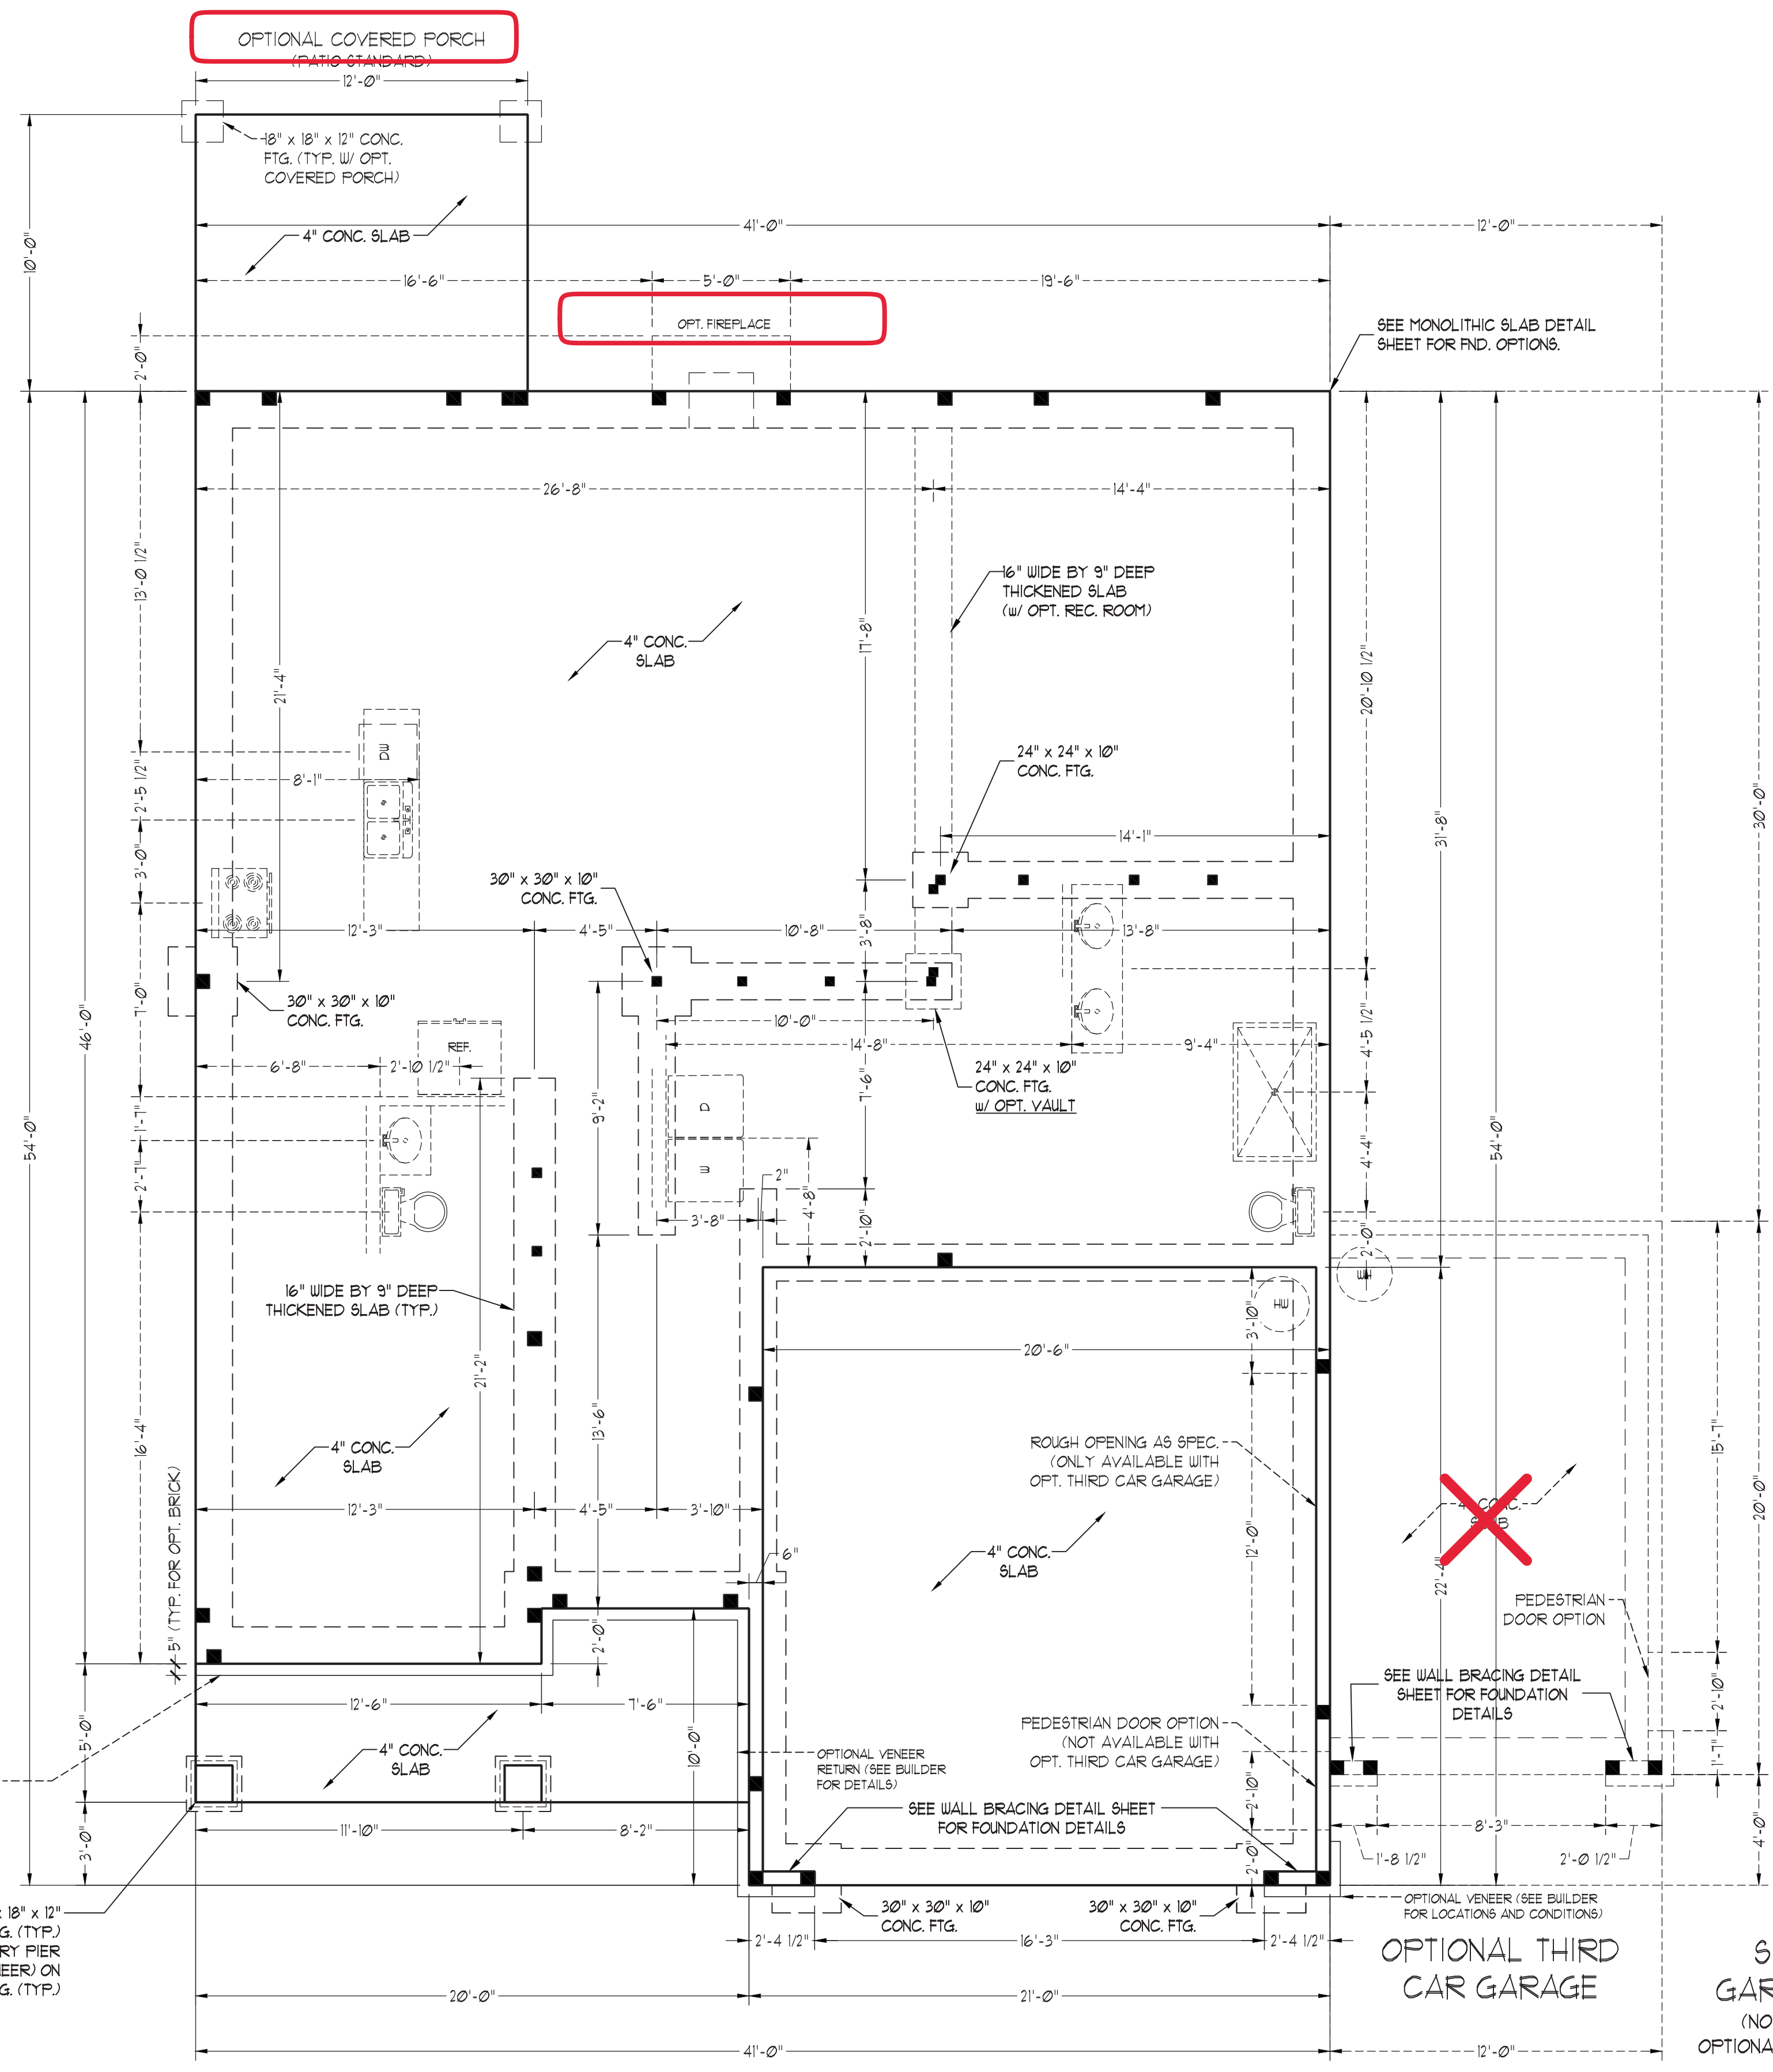 OPTIONAL COVERED PORCH
(PATIO STANDARD)
12'-0"
18" x 18" x 12" CONC.
FTG. (TYP. W/ OPT.
COVERED PORCH)
10'-0"
4" CONC. SLAB
41'-0"
12'-0"
16'-6"
5'-0"
19'-6"
OPT. FIREPLACE
2'-0"
SEE MONOLITHIC SLAB DETAIL
SHEET FOR FND. OPTIONS.
26'-8"
14'-4"
13'-0 1/2"
16" WIDE BY 9" DEEP
THICKENED SLAB
(w/ OPT. REC. ROOM)
4" CONC.
SLAB
17'-8"
21'-4"
20'-10 1/2"
DW
8'-1"
2'-5 1/2"
24" x 24" x 10"
CONC. FTG.
30'-0"
31'-8"
14'-1"
3'-0"
30" x 30" x 10"
CONC. FTG.
12'-3"
4'-5"
10'-8"
3'-8"
13'-8"
30" x 30" x 10"
CONC. FTG.
7'-0"
46'-0"
10'-0"
14'-8"
9'-4"
REF.
6'-8"
2'-10 1/2"
4'-5 1/2"
24" x 24" x 10"
CONC. FTG.
w/ OPT. VAULT
7'-6"
9'-2"
D
1'-7"
54'-0"
54'-0"
4'-4"
W
2'-7"
2"
4'-8"
3'-8"
2'-10"
2'-0"
WH
WH
16" WIDE BY 9" DEEP
THICKENED SLAB (TYP.)
3'-10"
20'-6"
21'-2"
13'-6"
16'-4"
15'-7"
4" CONC.
SLAB
ROUGH OPENING AS SPEC.
(ONLY AVAILABLE WITH
OPT. THIRD CAR GARAGE)
5" (TYP. FOR OPT. BRICK)
12'-3"
4'-5"
3'-10"
4" CONC.
20'-0"
6"
4" CONC.
SLAB
12'-0"
22'-4"
PEDESTRIAN
DOOR OPTION
2'-0"
SEE WALL BRACING DETAIL
SHEET FOR FOUNDATION
DETAILS
12'-6"
7'-6"
2'-10"
5'-0"
PEDESTRIAN DOOR OPTION
(NOT AVAILABLE WITH
OPT. THIRD CAR GARAGE)
4" CONC.
SLAB
10'-0"
OPTIONAL VENEER
RETURN (SEE BUILDER
FOR DETAILS)
1'-7"
2'-10"
SEE WALL BRACING DETAIL SHEET
FOR FOUNDATION DETAILS
11'-10"
8'-2"
8'-3"
3'-0"
4'-0"
2'-0"
1'-8 1/2"
2'-0 1/2"
x 18" x 12"
G. (TYP.)
RY PIER
EER) ON
G. (TYP.)
30" x 30" x 10"
CONC. FTG.
30" x 30" x 10"
CONC. FTG.
OPTIONAL VENEER (SEE BUILDER
FOR LOCATIONS AND CONDITIONS)
2'-4 1/2"
16'-3"
2'-4 1/2"
OPTIONAL THIRD
CAR GARAGE
S
GAR
(NO
OPTIONA
20'-0"
21'-0"
41'-0"
12'-0"